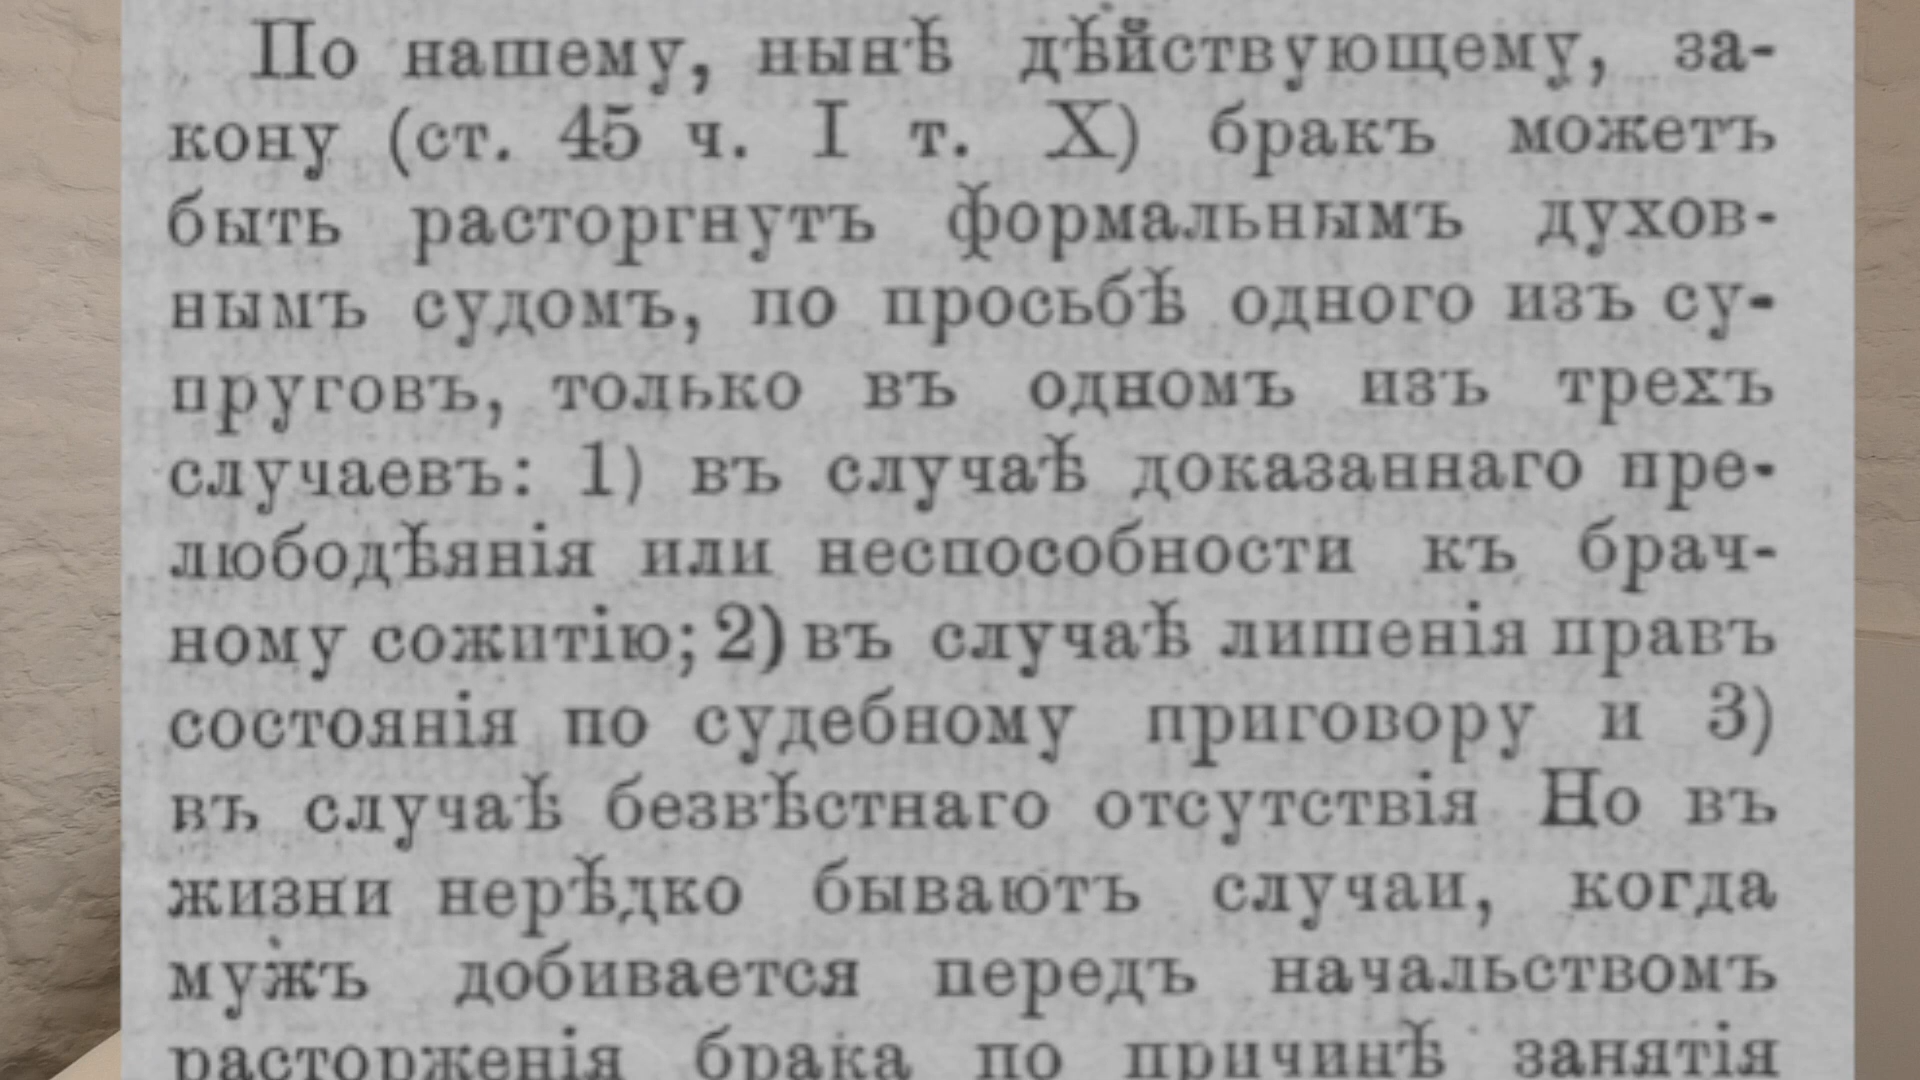 По нашему, нынѣ дѣйствующему, за-
кону (ст. 45 ч. I т. X) бракъ можетъ
быть расторгнутъ формальнымъ духов-
нымъ судомъ, по просьбѣ одного изъ су-
пруговъ, только въ одномъ изъ трехъ
случаевъ: 1) въ случаѣ доказаннаго пре-
любодѣянія или неспособности къ брач-
ному сожитію; 2) въ случаѣ лишенія правъ
состоянія по судебному приговору и 3)
въ случаѣ безвѣстнаго отсутствія Но въ
жизни нерѣдко бываютъ случаи, когда
мужъ добивается передъ начальствомъ
расторженія брака по причинѣ занятія